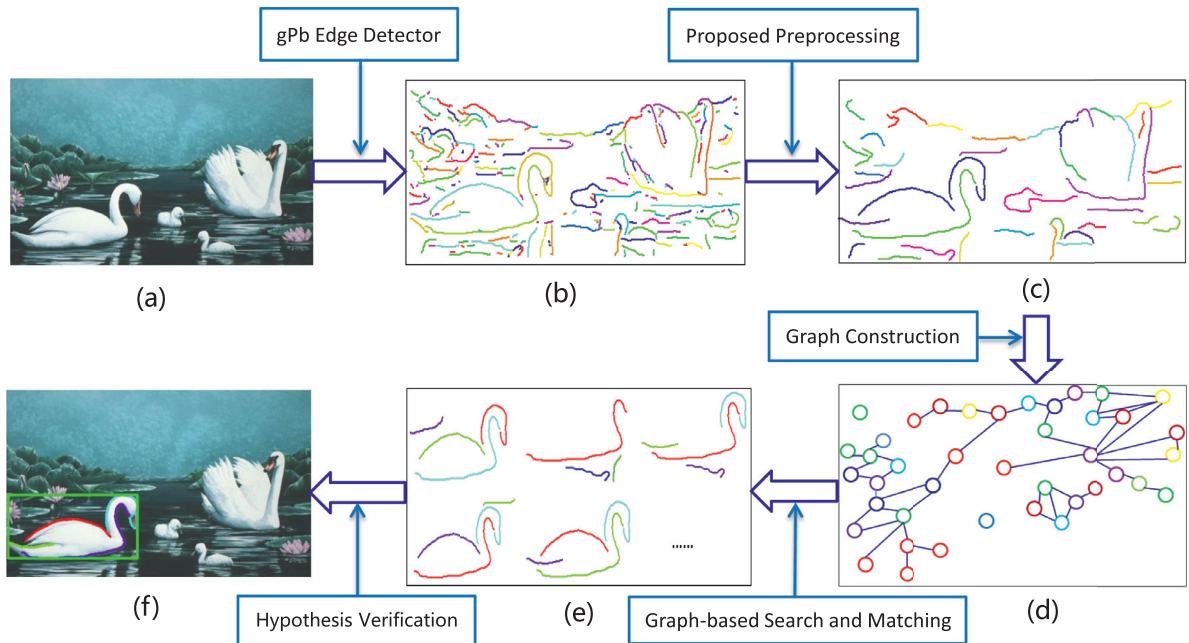 gPb Edge Detector
Proposed Preprocessing
(a)
(b)
(c)
Graph Construction
......
(f)
(e)
(d)
Hypothesis Verification
Graph-based Search and Matching